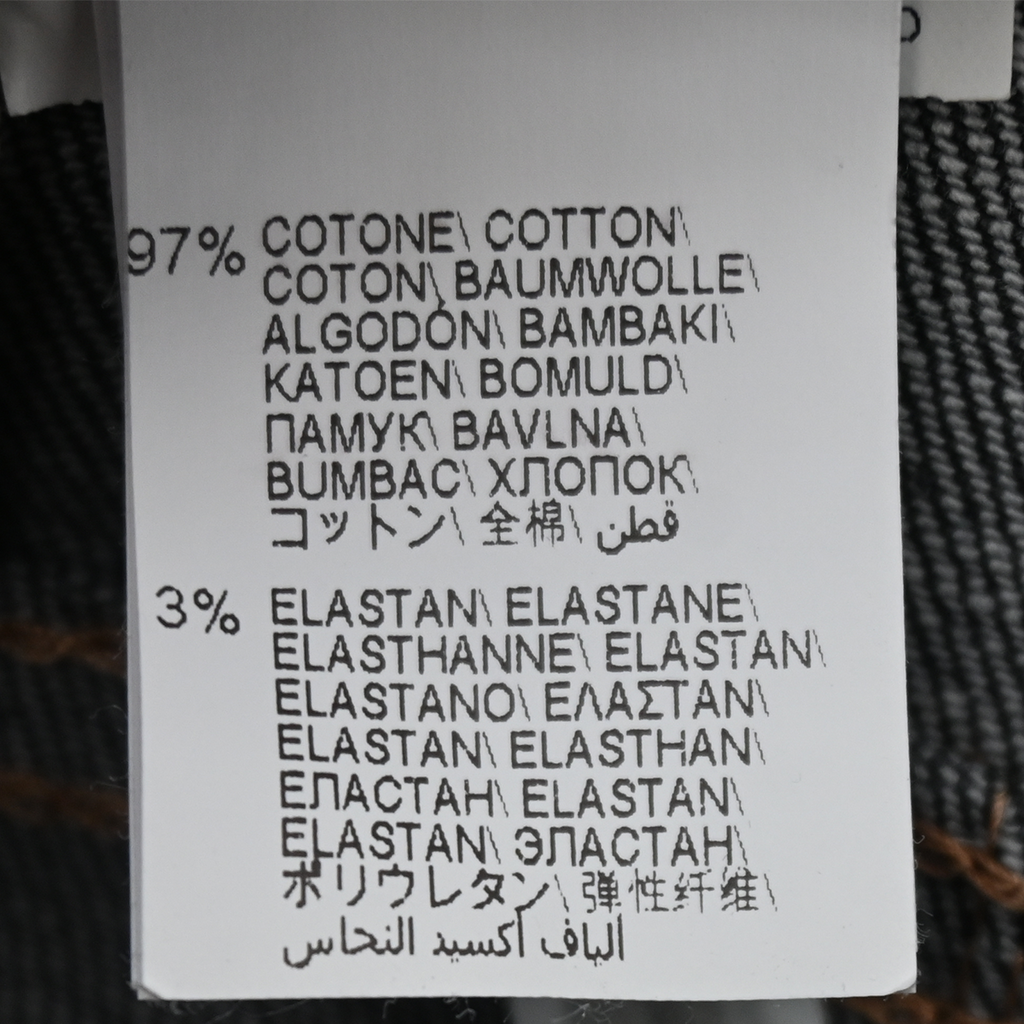 97% COTONE\ COTTON\
COTON\ BAUMWOLLE\
ALGODÓN\ BAMBAKI\
KATOEN\ BOMULD\
ПАМУК\ BAVLNA\
BUMBAC\ ХЛОПОК\
コットン\ 全棉\ قطن
3% ELASTAN\ ELASTANE\
ELASTHANNE\ ELASTAN\
ELASTANO\ ΕΛΑΣΤΑΝ\
ELASTAN\ ELASTHAN\
ЕЛАСТАН\ ELASTAN\
ELASTAN\ ЭЛАСТАН\
ポリウレタン\ 弹性纤维\
ألياف أكسيد النحاس